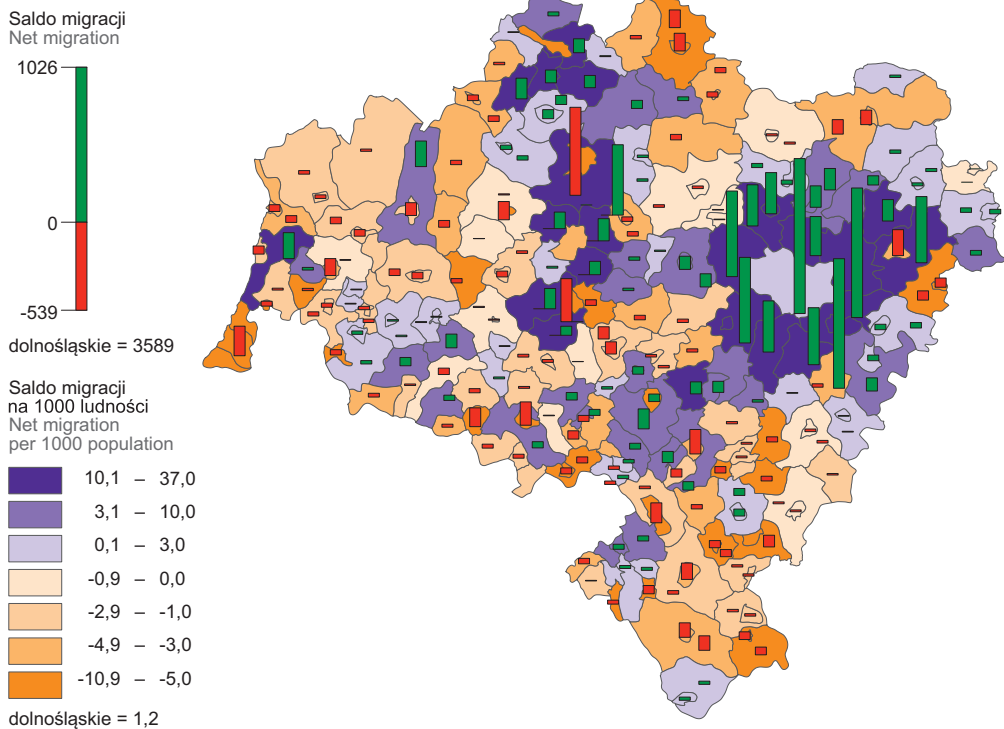 Saldo migracji
Net migration
1026
0
-539
dolnośląskie = 3589
Saldo migracji
na 1000 ludności
Net migration
per 1000 population
10,1 – 37,0
3,1 – 10,0
0,1 – 3,0
-0,9 – 0,0
-2,9 – -1,0
-4,9 – -3,0
-10,9 – -5,0
dolnośląskie = 1,2